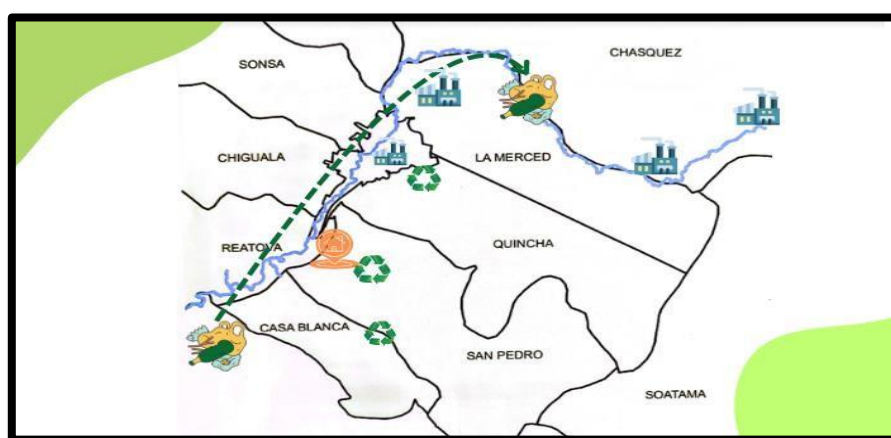 CHASQUEZ
SONSA
CHIGUALA
LA MERCED
REATOVA
QUINCHA
CASA BLANCA
SAN PEDRO
SOATAMA